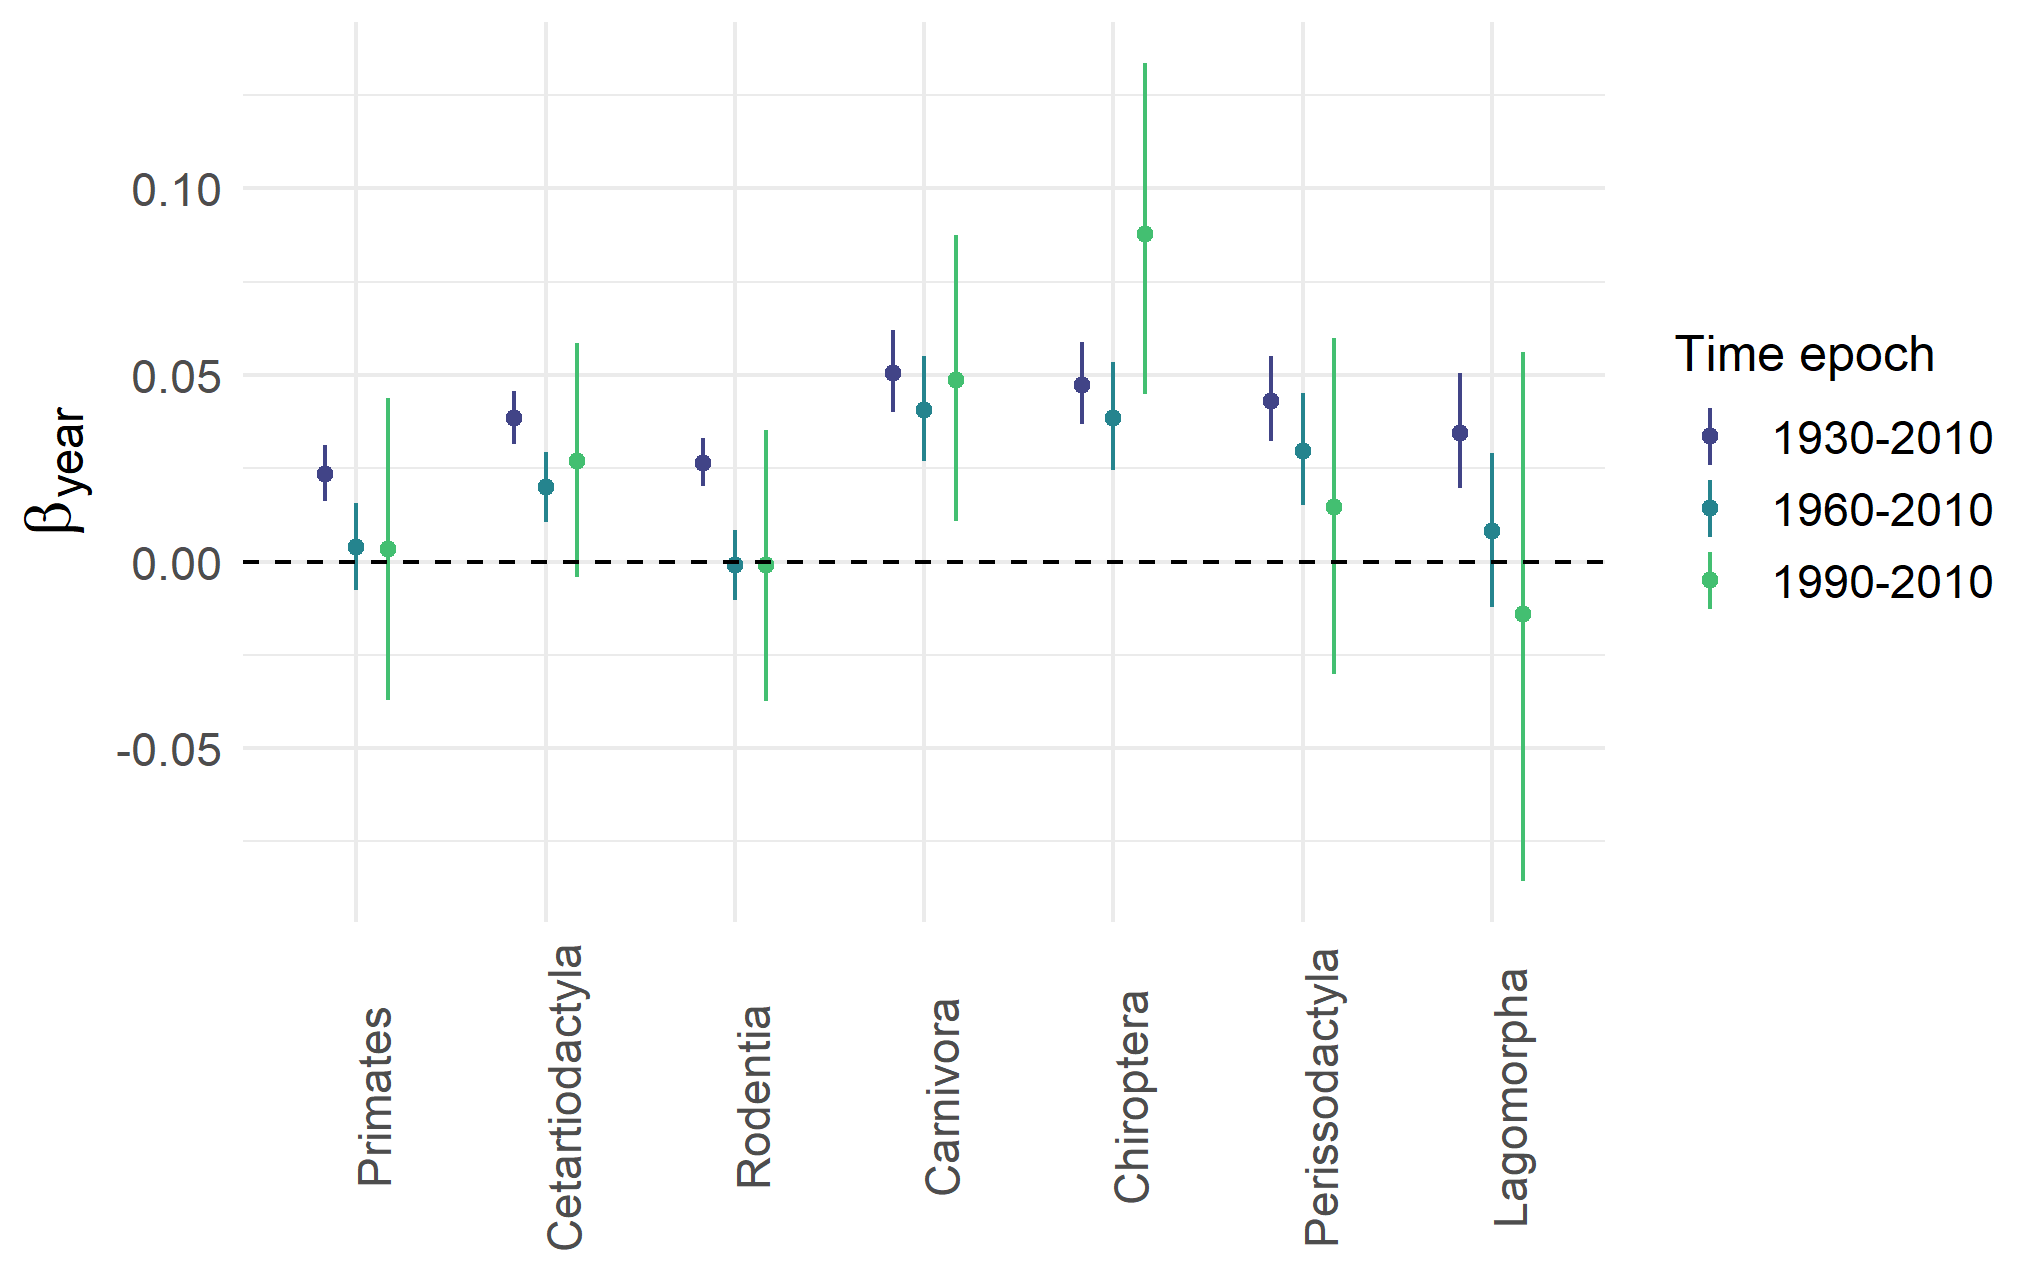 0.10
0.05
0.00
-0.05
βyear
Primates
Cetartiodactyla
Rodentia
Carnivora
Chiroptera
Perissodactyla
Lagomorpha
Time epoch
1930-2010
1960-2010
1990-2010